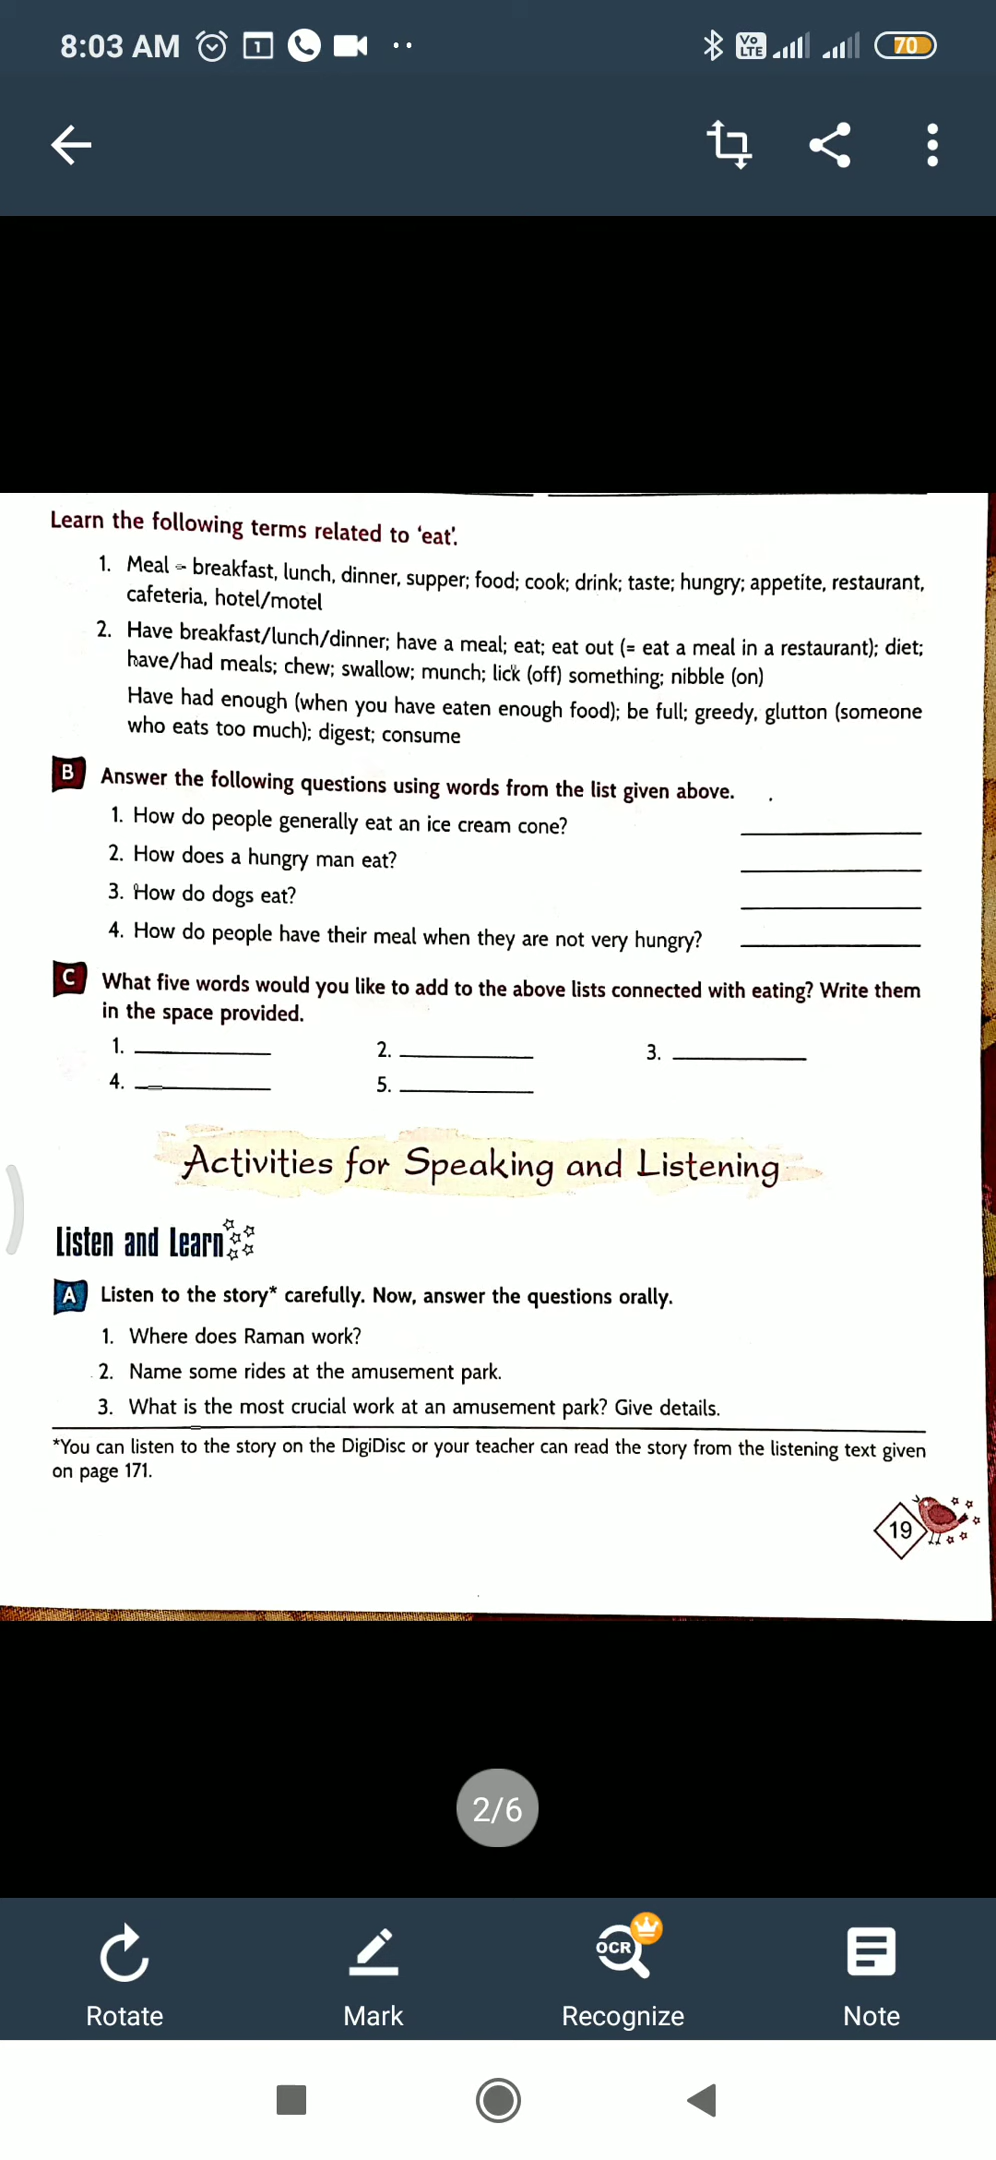 8:03 AM
1
Vo LTE
70
Learn the following terms related to ‘eat’.
1. Meal – breakfast, lunch, dinner, supper; food; cook; drink; taste; hungry; appetite, restaurant,
cafeteria, hotel/motel
2. Have breakfast/lunch/dinner; have a meal; eat; eat out (= eat a meal in a restaurant); diet;
have/had meals; chew; swallow; munch; lick (off) something; nibble (on)
Have had enough (when you have eaten enough food); be full; greedy, glutton (someone
who eats too much); digest; consume
B Answer the following questions using words from the list given above.
1. How do people generally eat an ice cream cone?
2. How does a hungry man eat?
3. How do dogs eat?
4. How do people have their meal when they are not very hungry?
C What five words would you like to add to the above lists connected with eating? Write them
in the space provided.
1. 2. 3.
4. 5.
Activities for Speaking and Listening
Listen and Learn
A Listen to the story* carefully. Now, answer the questions orally.
1. Where does Raman work?
2. Name some rides at the amusement park.
3. What is the most crucial work at an amusement park? Give details.
*You can listen to the story on the DigiDisc or your teacher can read the story from the listening text given
on page 171.
19
2/6
OCR
Rotate Mark Recognize Note